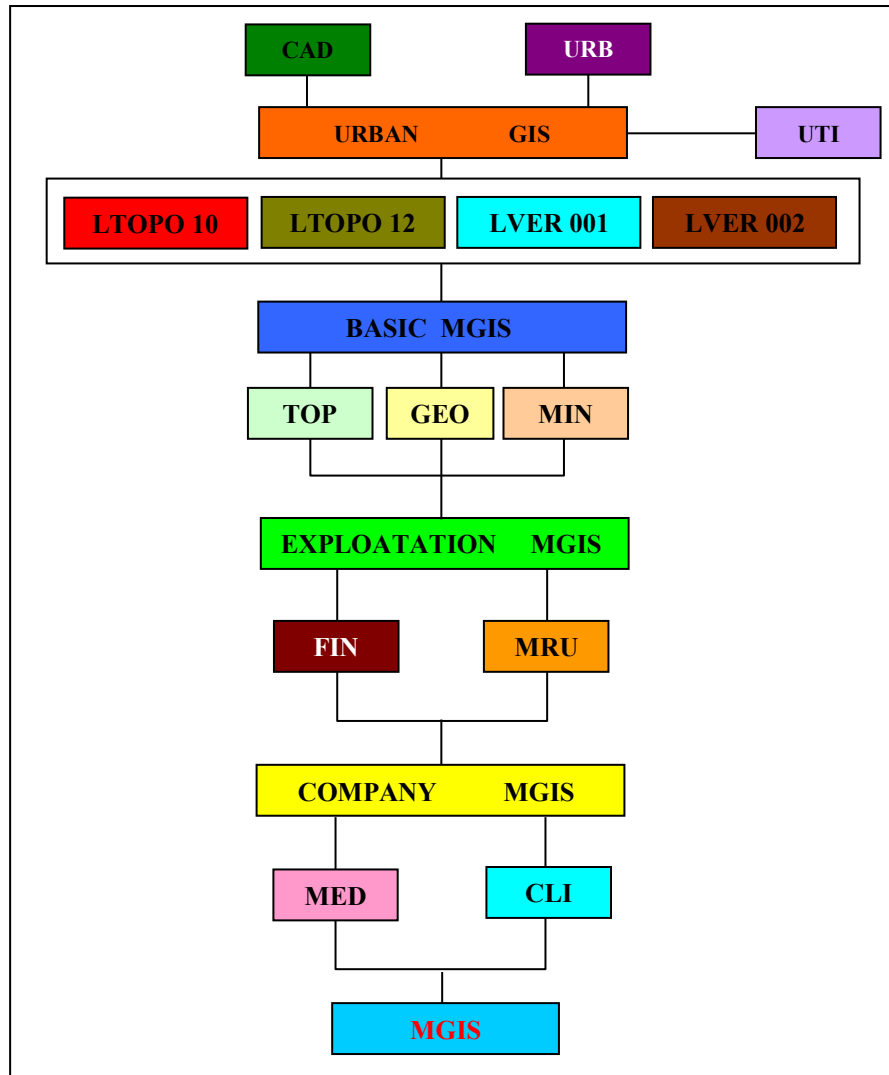 CAD
URB
URBAN GIS
UTI
LTOPO 10
LTOPO 12
LVER 001
LVER 002
BASIC MGIS
TOP
GEO
MIN
EXPLOATATION MGIS
FIN
MRU
COMPANY MGIS
MED
CLI
MGIS